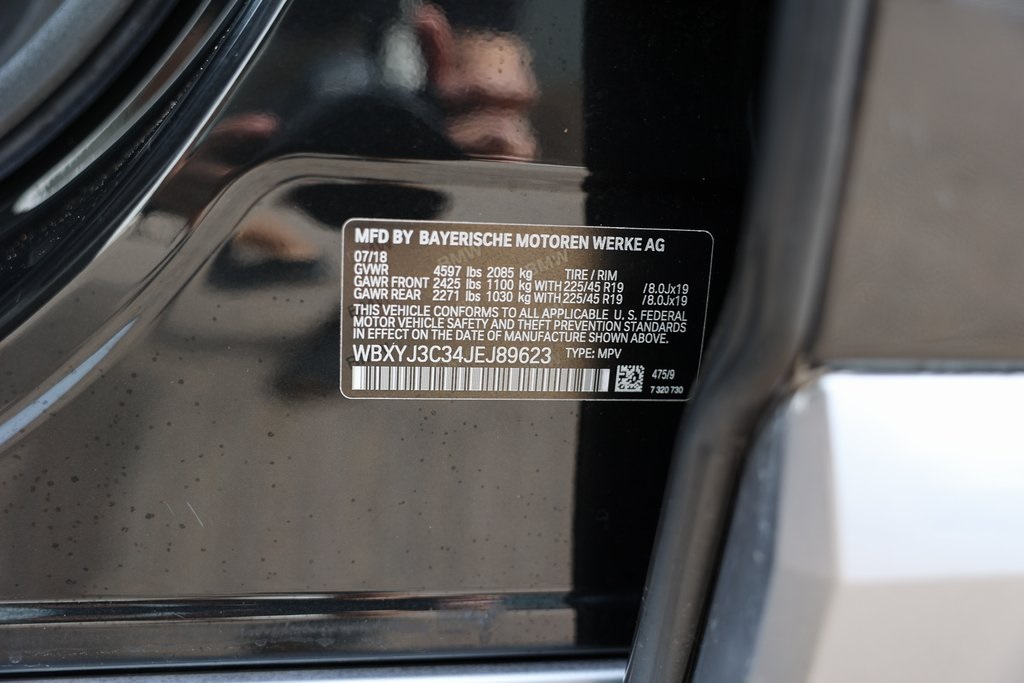 MFD BY BAYERISCHE MOTOREN WERKE AG
07/18
GVWR 4597 lbs 2085 kg TIRE / RIM
GAWR FRONT 2425 lbs 1100 kg WITH 225/45 R19 /8.0Jx19
GAWR REAR 2271 lbs 1030 kg WITH 225/45 R19 /8.0Jx19
THIS VEHICLE CONFORMS TO ALL APPLICABLE U. S. FEDERAL
MOTOR VEHICLE SAFETY AND THEFT PREVENTION STANDARDS
IN EFFECT ON THE DATE OF MANUFACTURE SHOWN ABOVE.
WBXYJ3C34JEJ89623 TYPE: MPV
475/9
7 320 730
BMW BMW